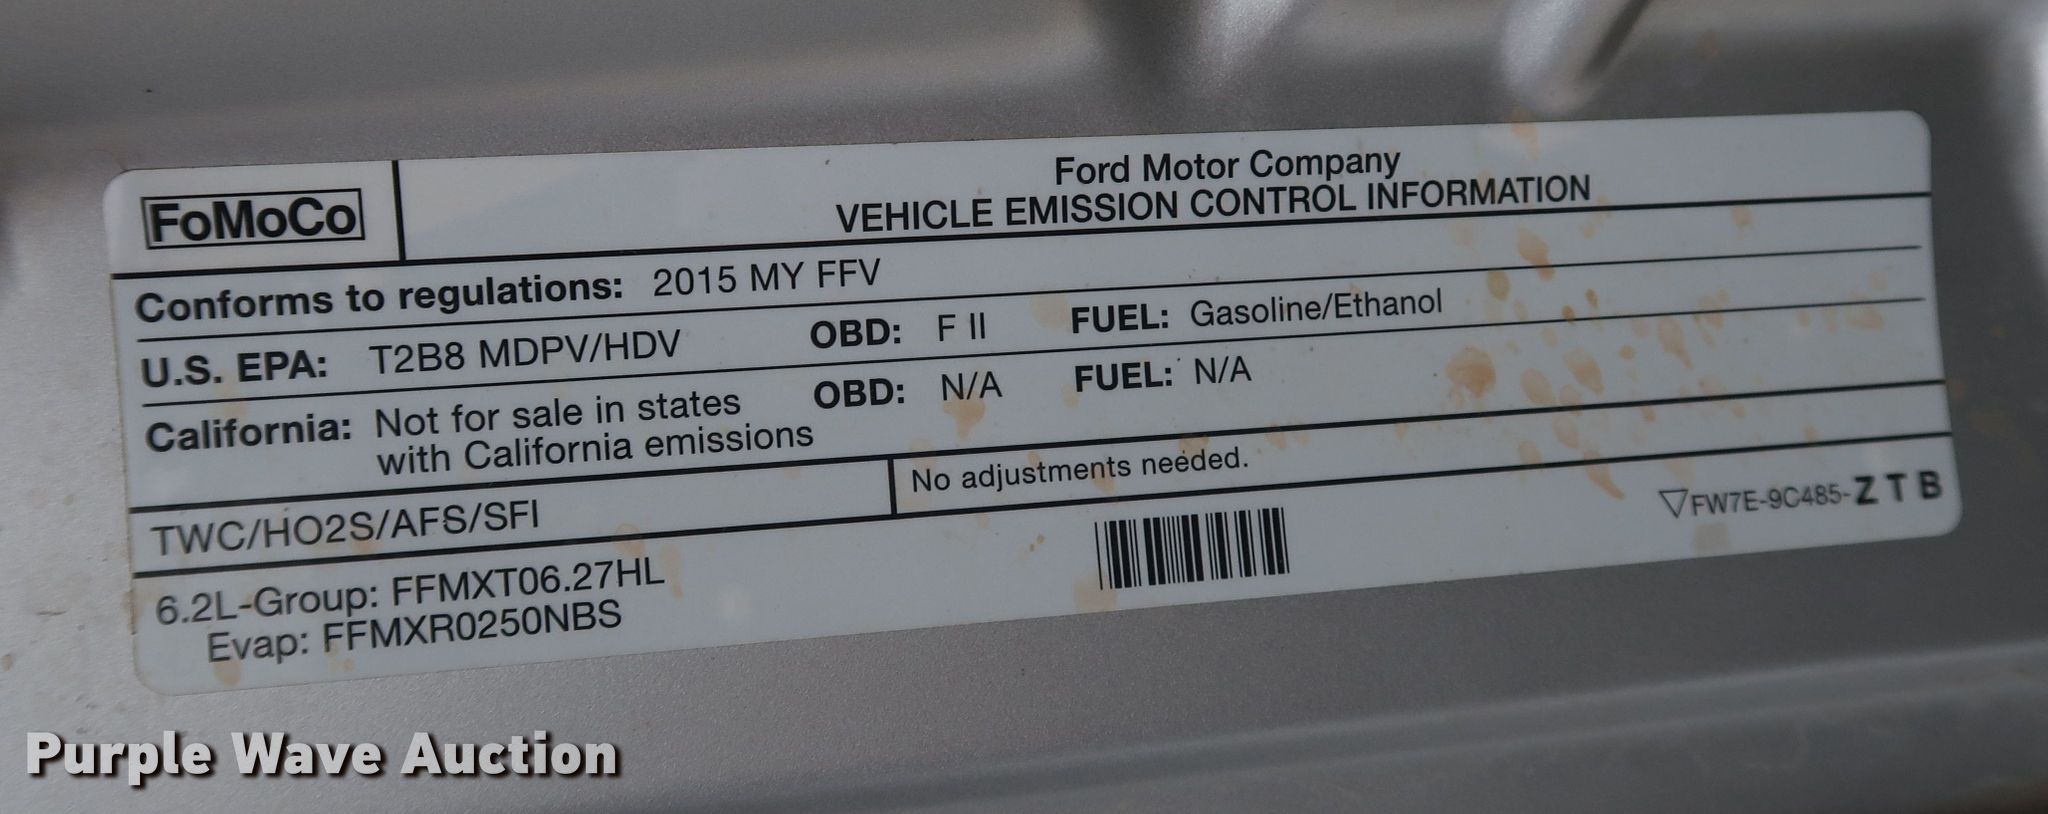 FoMoCo
Ford Motor Company
VEHICLE EMISSION CONTROL INFORMATION
Conforms to regulations: 2015 MY FFV
U.S. EPA: T2B8 MDPV/HDV OBD: F II FUEL: Gasoline/Ethanol
California: Not for sale in states OBD: N/A FUEL: N/A
with California emissions
TWC/HO2S/AFS/SFI No adjustments needed.
▽FW7E-9C485-Z T B
6.2L-Group: FFMXT06.27HL
Evap: FFMXR0250NBS
Purple Wave Auction